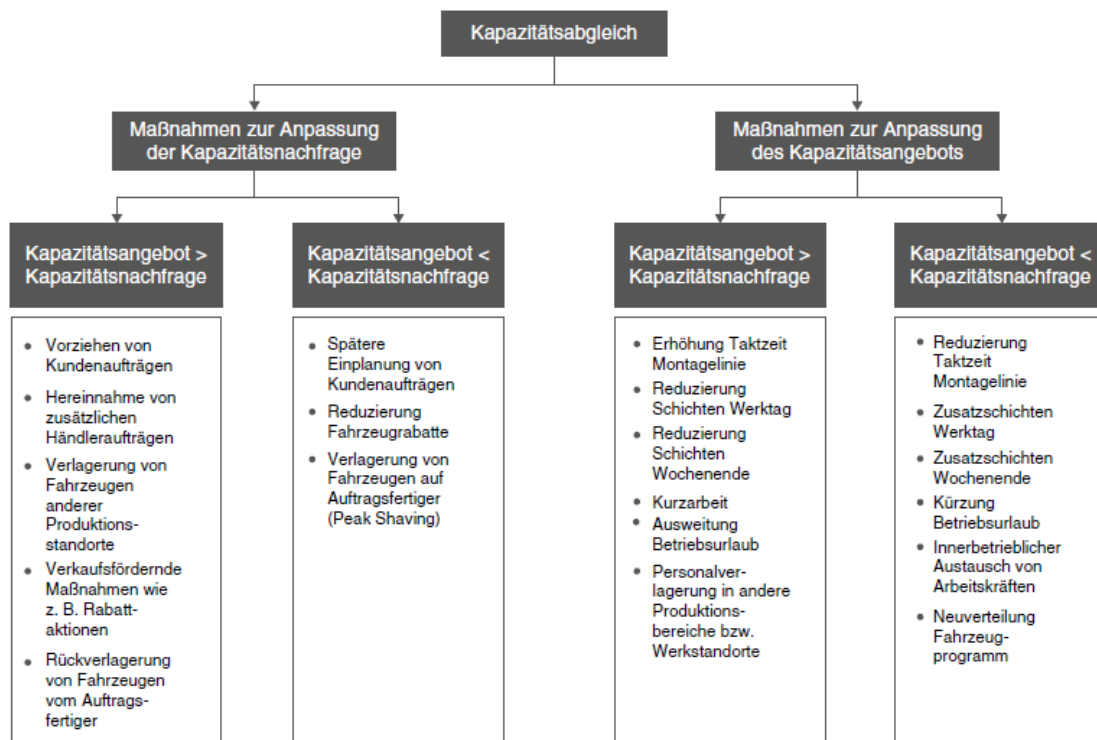 Kapazitätsabgleich
Maßnahmen zur Anpassung
der Kapazitätsnachfrage
Maßnahmen zur Anpassung
des Kapazitätsangebots
Kapazitätsangebot >
Kapazitätsnachfrage
Kapazitätsangebot <
Kapazitätsnachfrage
Kapazitätsangebot >
Kapazitätsnachfrage
Kapazitätsangebot <
Kapazitätsnachfrage
• Vorziehen von
Kundenaufträgen
• Hereinnahme von
zusätzlichen
Händleraufträgen
• Verlagerung von
Fahrzeugen
anderer
Produktions-
standorte
• Verkaufsfördernde
Maßnahmen wie
z. B. Rabatt-
aktionen
• Rückverlagerung
von Fahrzeugen
vom Auftrags-
fertiger
• Spätere
Einplanung von
Kundenaufträgen
• Reduzierung
Fahrzeugrabatte
• Verlagerung von
Fahrzeugen auf
Auftragsfertiger
(Peak Shaving)
• Erhöhung Taktzeit
Montagelinie
• Reduzierung
Schichten Werktag
• Reduzierung
Schichten
Wochenende
• Kurzarbeit
• Ausweitung
Betriebsurlaub
• Personalver-
lagerung in andere
Produktions-
bereiche bzw.
Werkstandorte
• Reduzierung
Taktzeit
Montagelinie
• Zusatzschichten
Werktag
• Zusatzschichten
Wochenende
• Kürzung
Betriebsurlaub
• Innerbetrieblicher
Austausch von
Arbeitskräften
• Neuverteilung
Fahrzeug-
programm